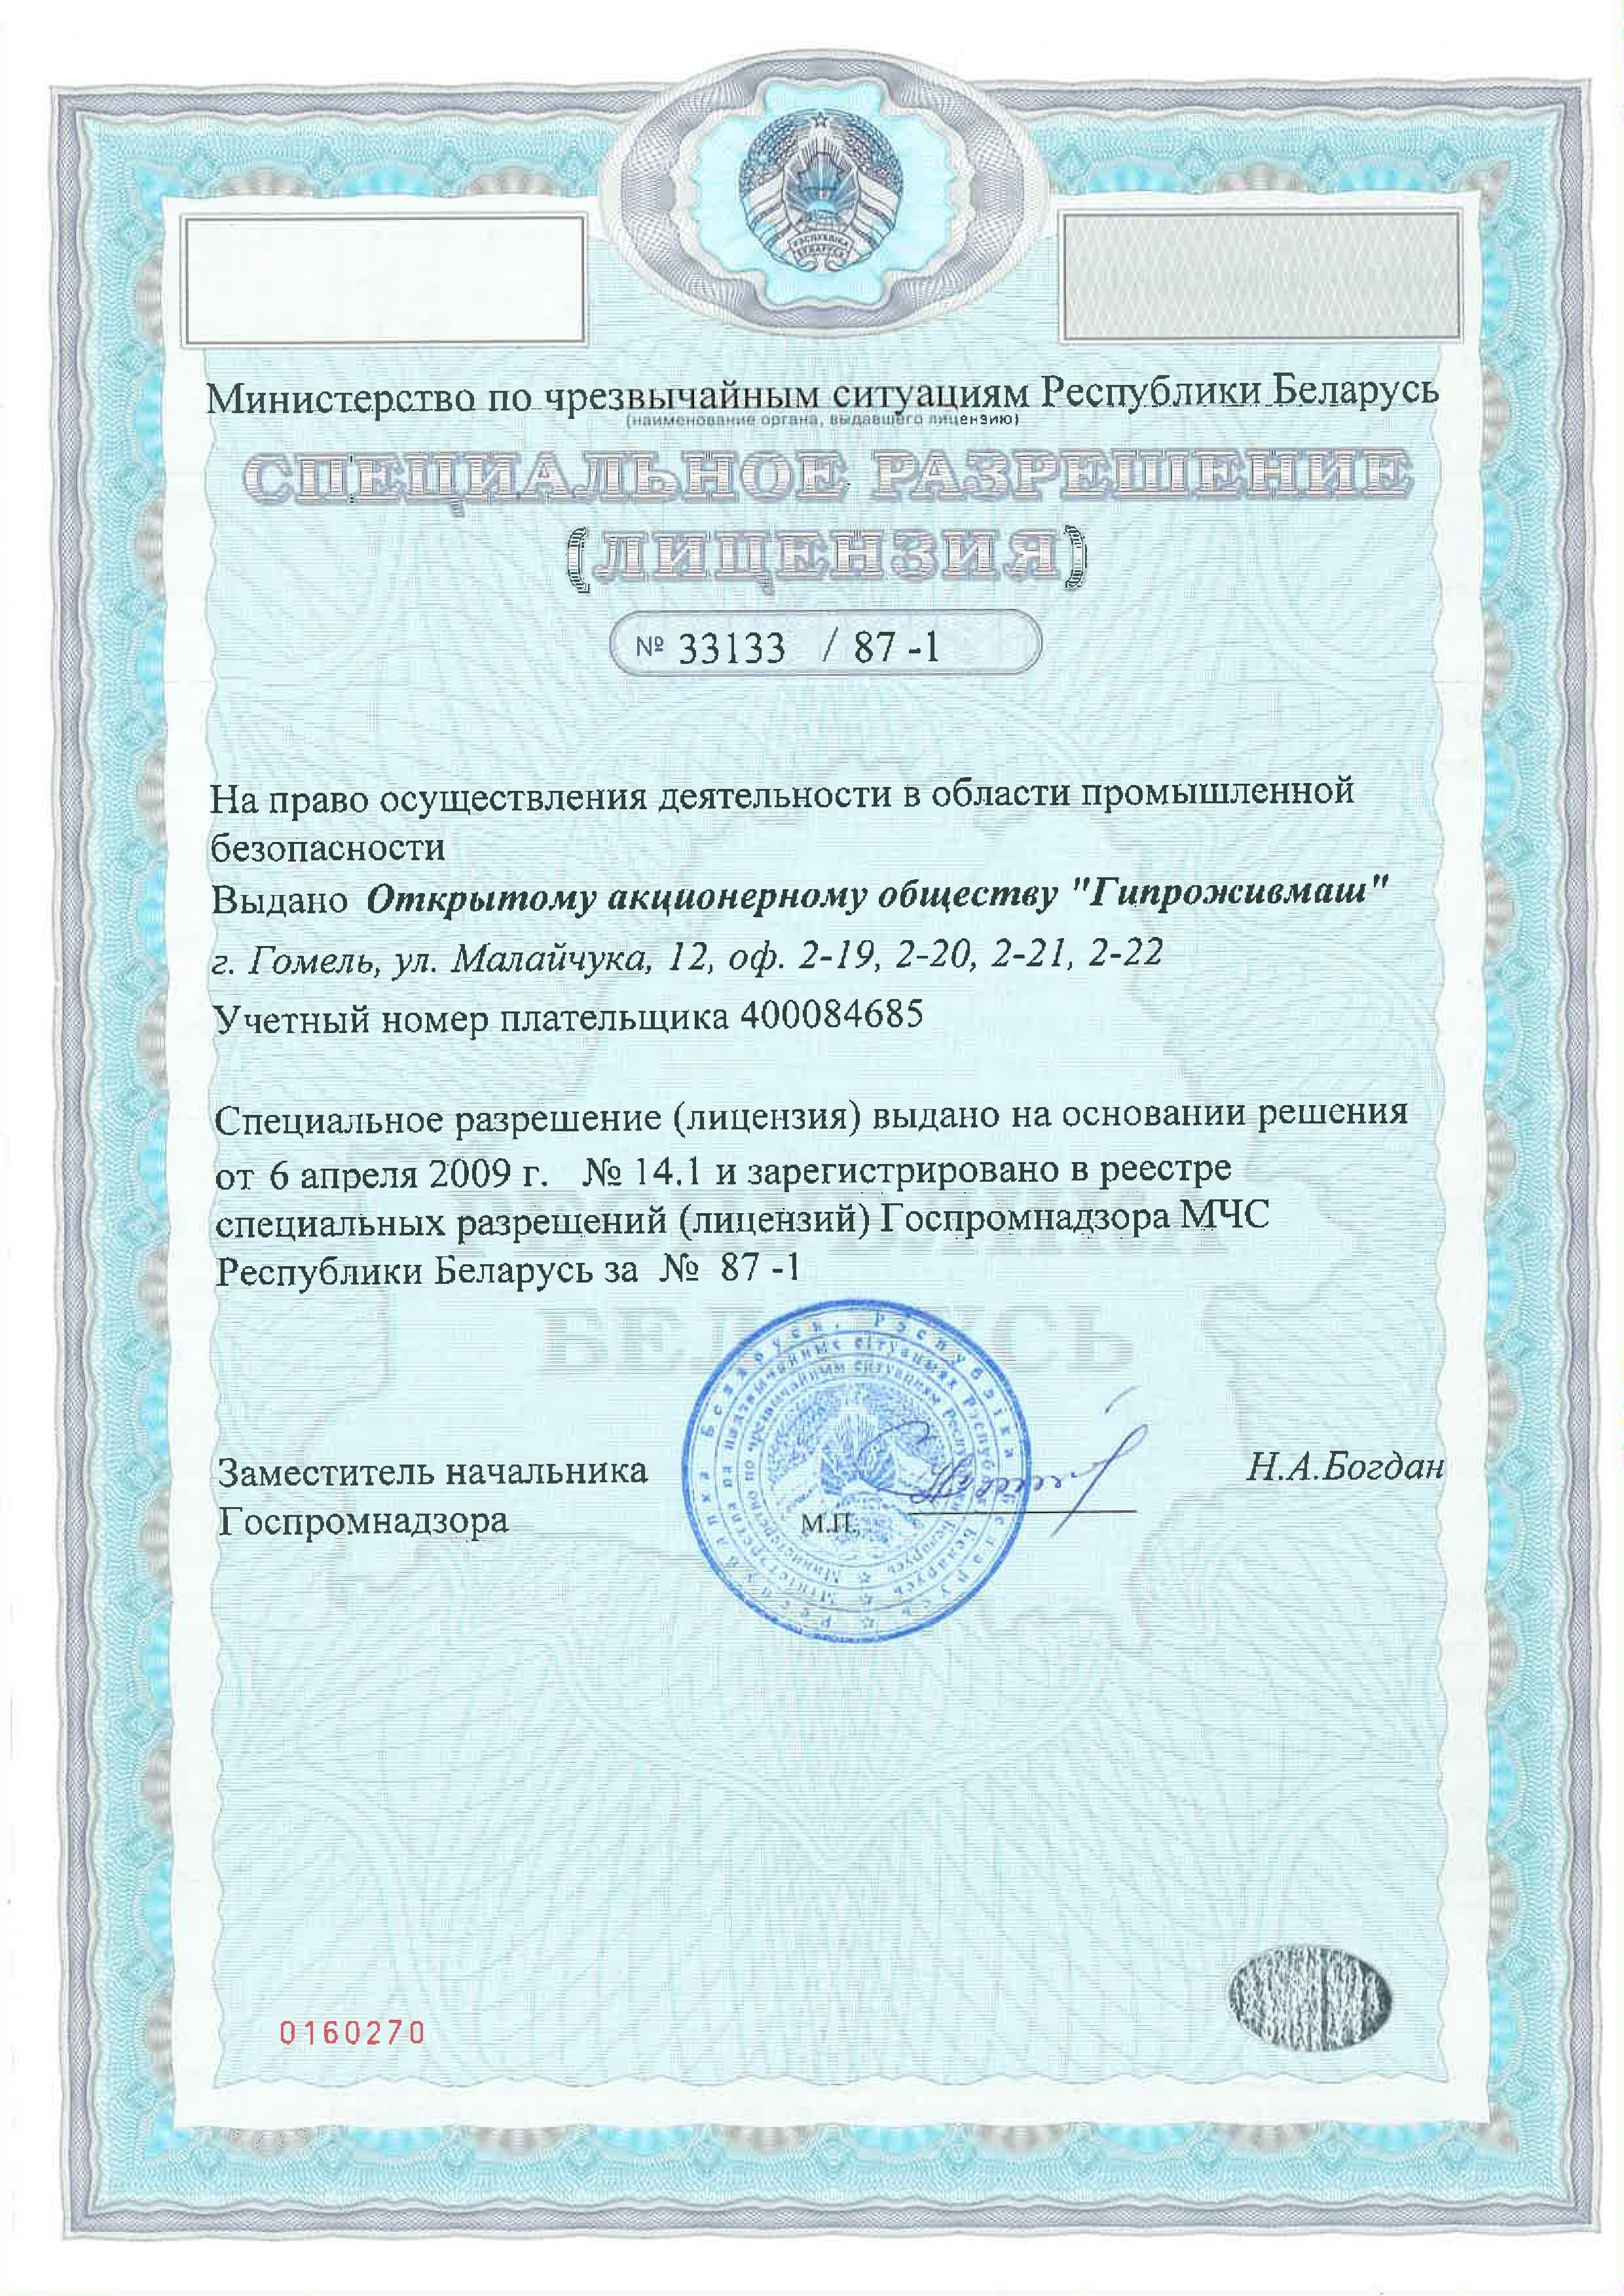 РЭСПУБЛІКА
БЕЛАРУСЬ
Министерство по чрезвычайным ситуациям Республики Беларусь
(наименование органа, выдавшего лицензию)
СПЕЦИАЛЬНОЕ РАЗРЕШЕНИЕ
(ЛИЦЕНЗИЯ)
№ 33133 / 87 -1
На право осуществления деятельности в области промышленной
безопасности
Выдано Открытому акционерному обществу "Гипроживмаш"
г. Гомель, ул. Малайчука, 12, оф. 2-19, 2-20, 2-21, 2-22
Учетный номер плательщика 400084685
Специальное разрешение (лицензия) выдано на основании решения
от 6 апреля 2009 г. № 14.1 и зарегистрировано в реестре
специальных разрешений (лицензий) Госпромнадзора МЧС
Республики Беларусь за № 87 -1
Заместитель начальника
Госпромнадзора
М.П.
Н.А.Богдан
0160270